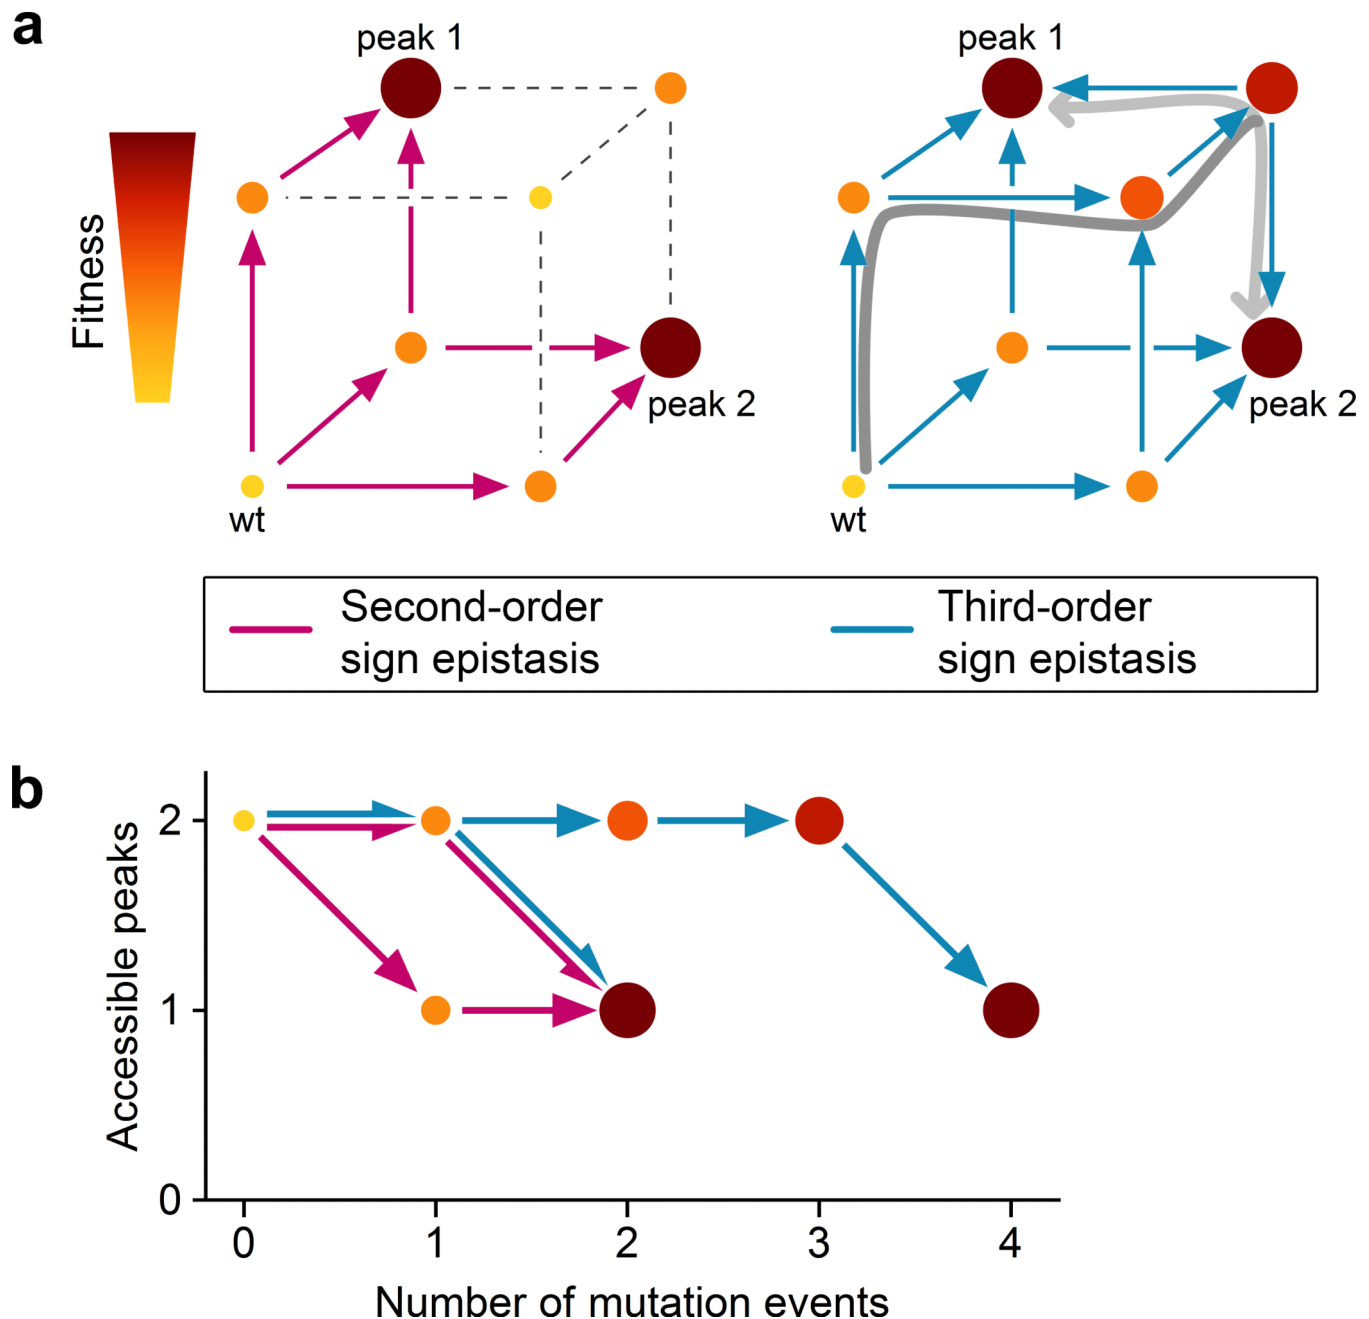 a
peak 1
peak 1
Fitness
peak 2
peak 2
wt
wt
Second-order
sign epistasis
Third-order
sign epistasis
b
Accessible peaks
2
1
0
0 1 2 3 4
Number of mutation events